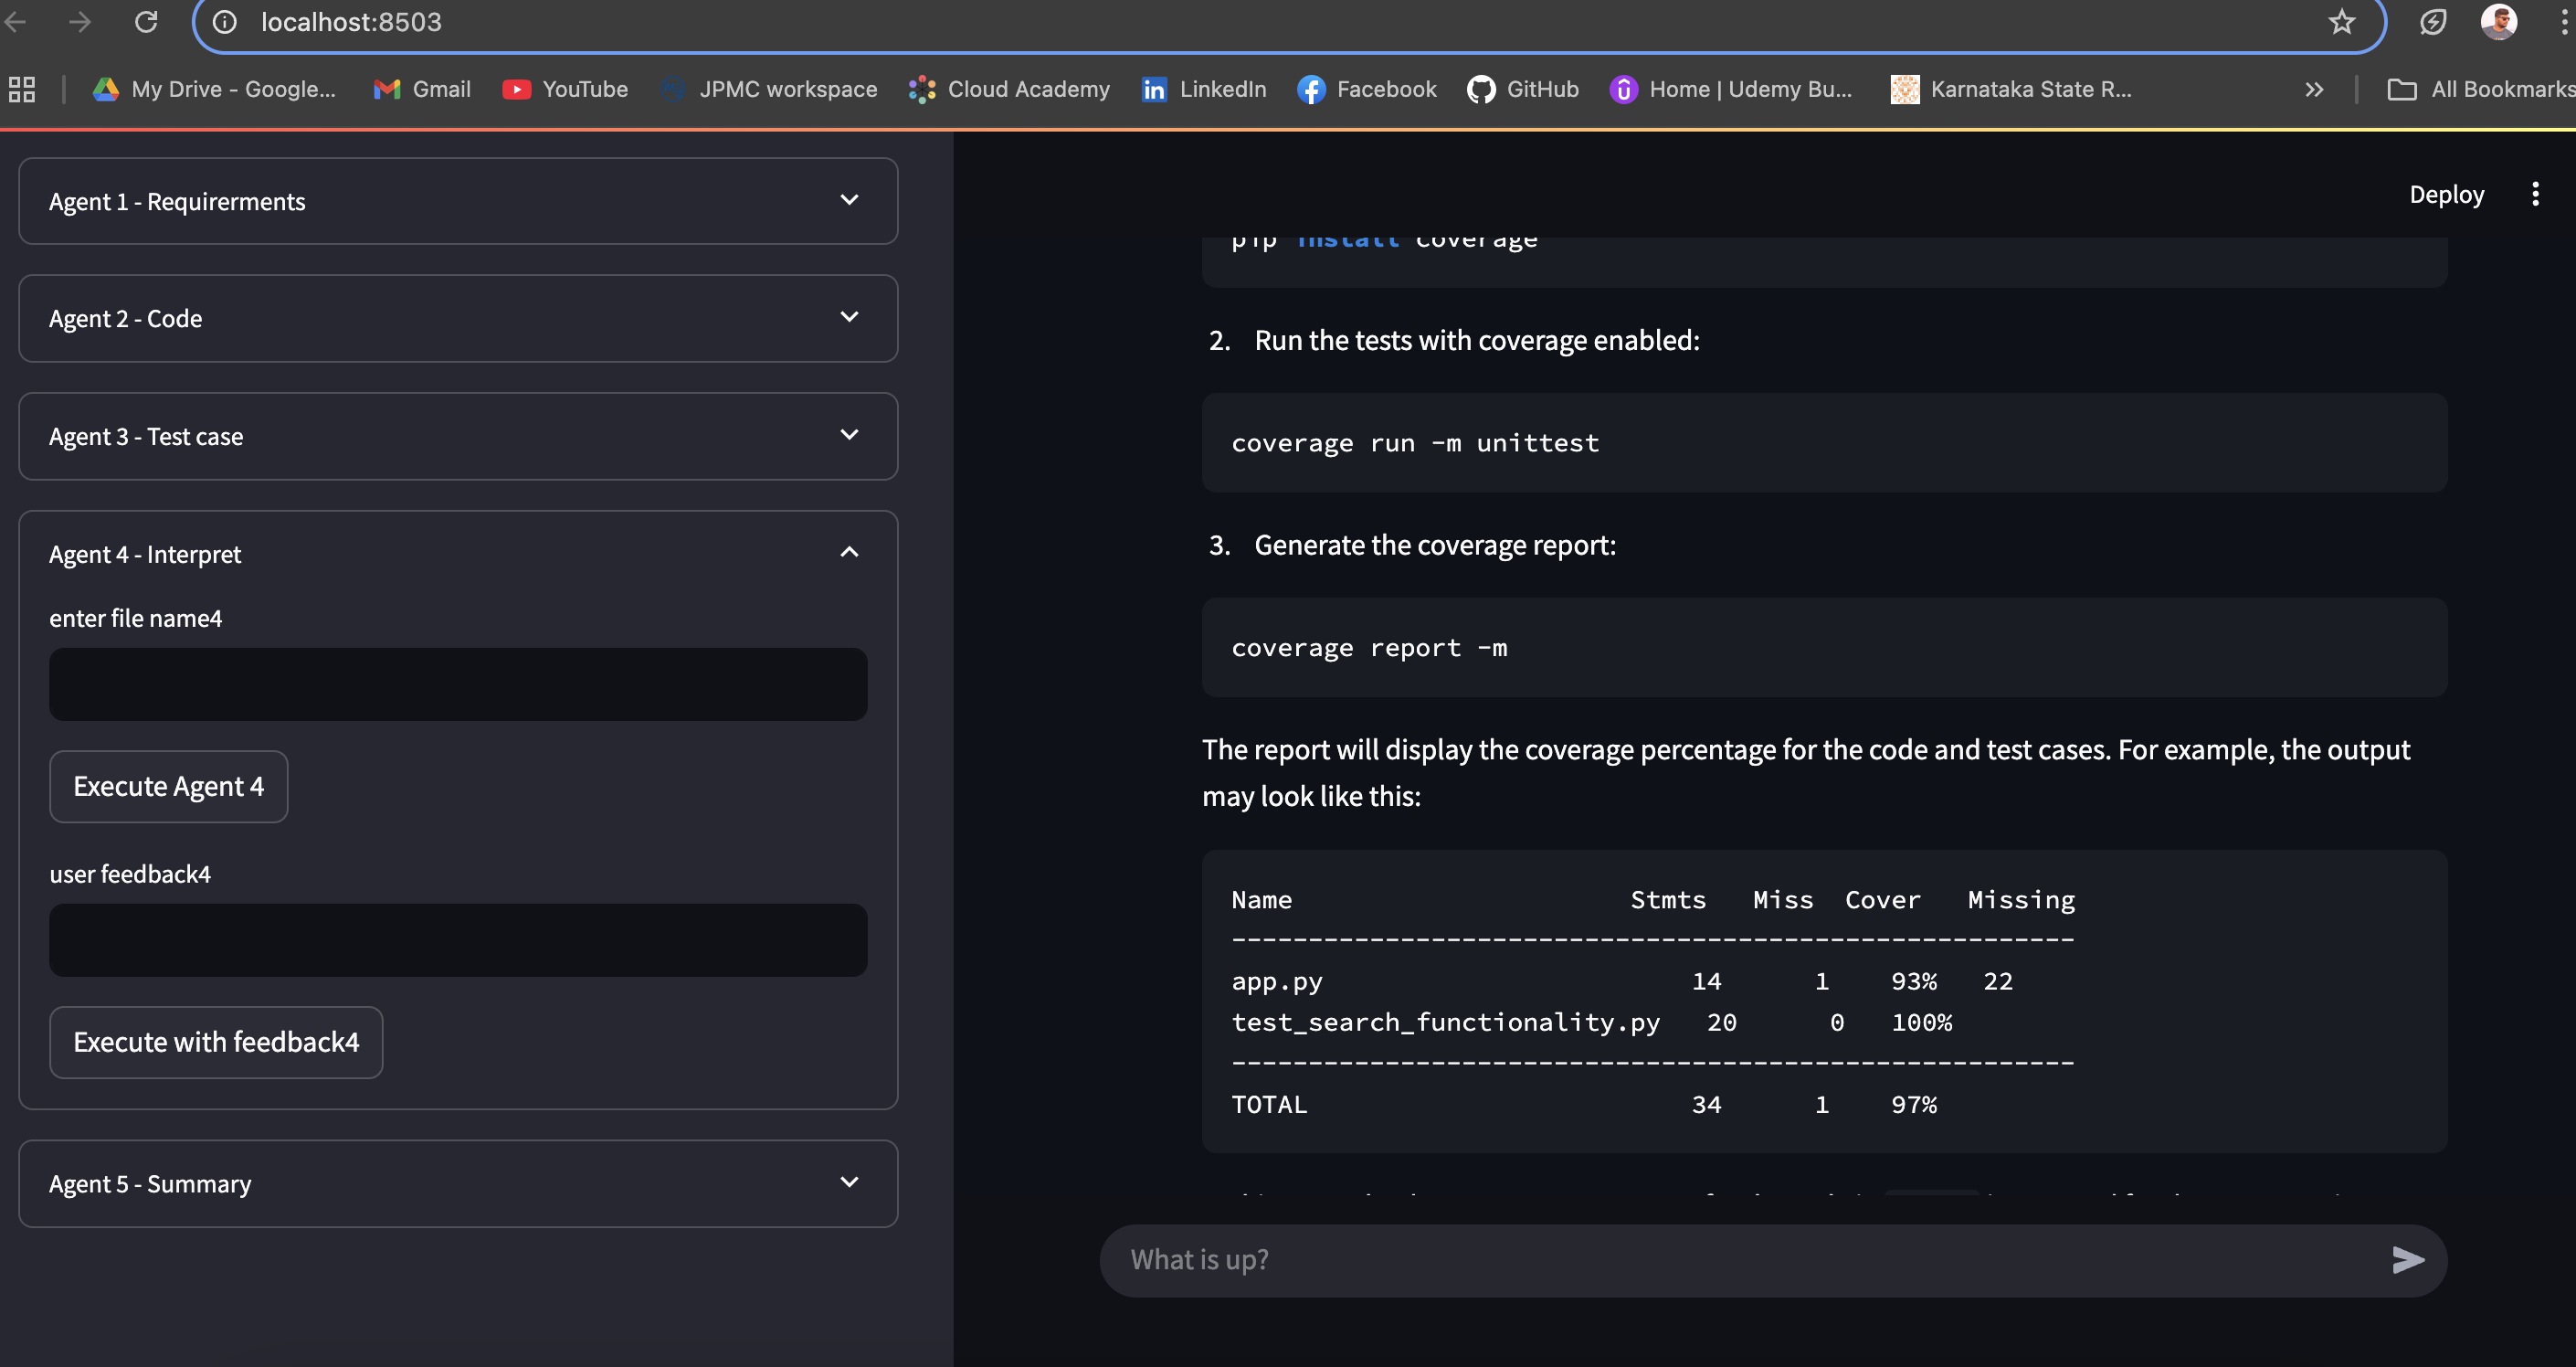 localhost:8503
My Drive - Google... Gmail YouTube JPMC workspace Cloud Academy LinkedIn Facebook GitHub Home | Udemy Bu... Karnataka State R... All Bookmarks
Agent 1 - Requirerments
Agent 2 - Code
Agent 3 - Test case
Agent 4 - Interpret
enter file name4
Execute Agent 4
user feedback4
Execute with feedback4
Agent 5 - Summary
Deploy
pip install coverage
2. Run the tests with coverage enabled:
coverage run -m unittest
3. Generate the coverage report:
coverage report -m
The report will display the coverage percentage for the code and test cases. For example, the output
may look like this:
Name Stmts Miss Cover Missing
-------------------------------------------------------
app.py 14 1 93% 22
test_search_functionality.py 20 0 100%
-------------------------------------------------------
TOTAL 34 1 97%
What is up?